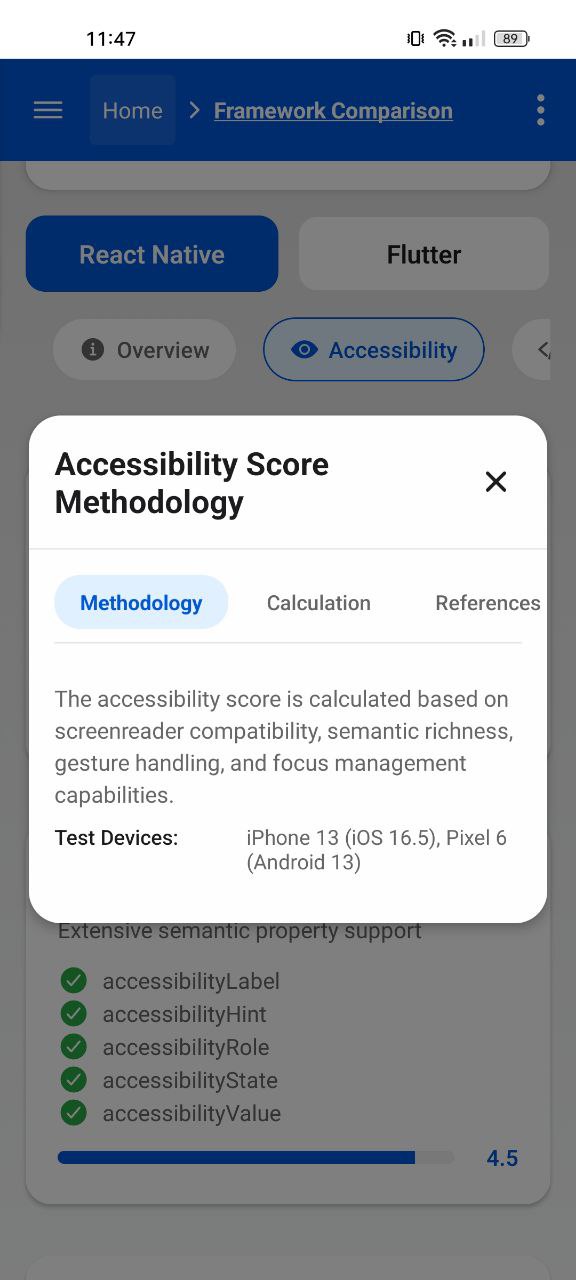 11:47
89
Home > Framework Comparison
React Native
Flutter
Overview
Accessibility
Accessibility Score
Methodology
Methodology
Calculation
References
The accessibility score is calculated based on
screenreader compatibility, semantic richness,
gesture handling, and focus management
capabilities.
Test Devices:
iPhone 13 (iOS 16.5), Pixel 6
(Android 13)
Extensive semantic property support
accessibilityLabel
accessibilityHint
accessibilityRole
accessibilityState
accessibilityValue
4.5